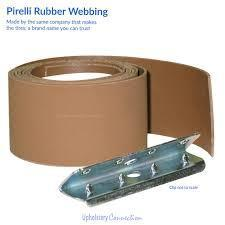 Pirelli Rubber Webbing
Made by the same company that makes
the tires; a brand name you can trust
Clip not to scale
Upholstery Connection